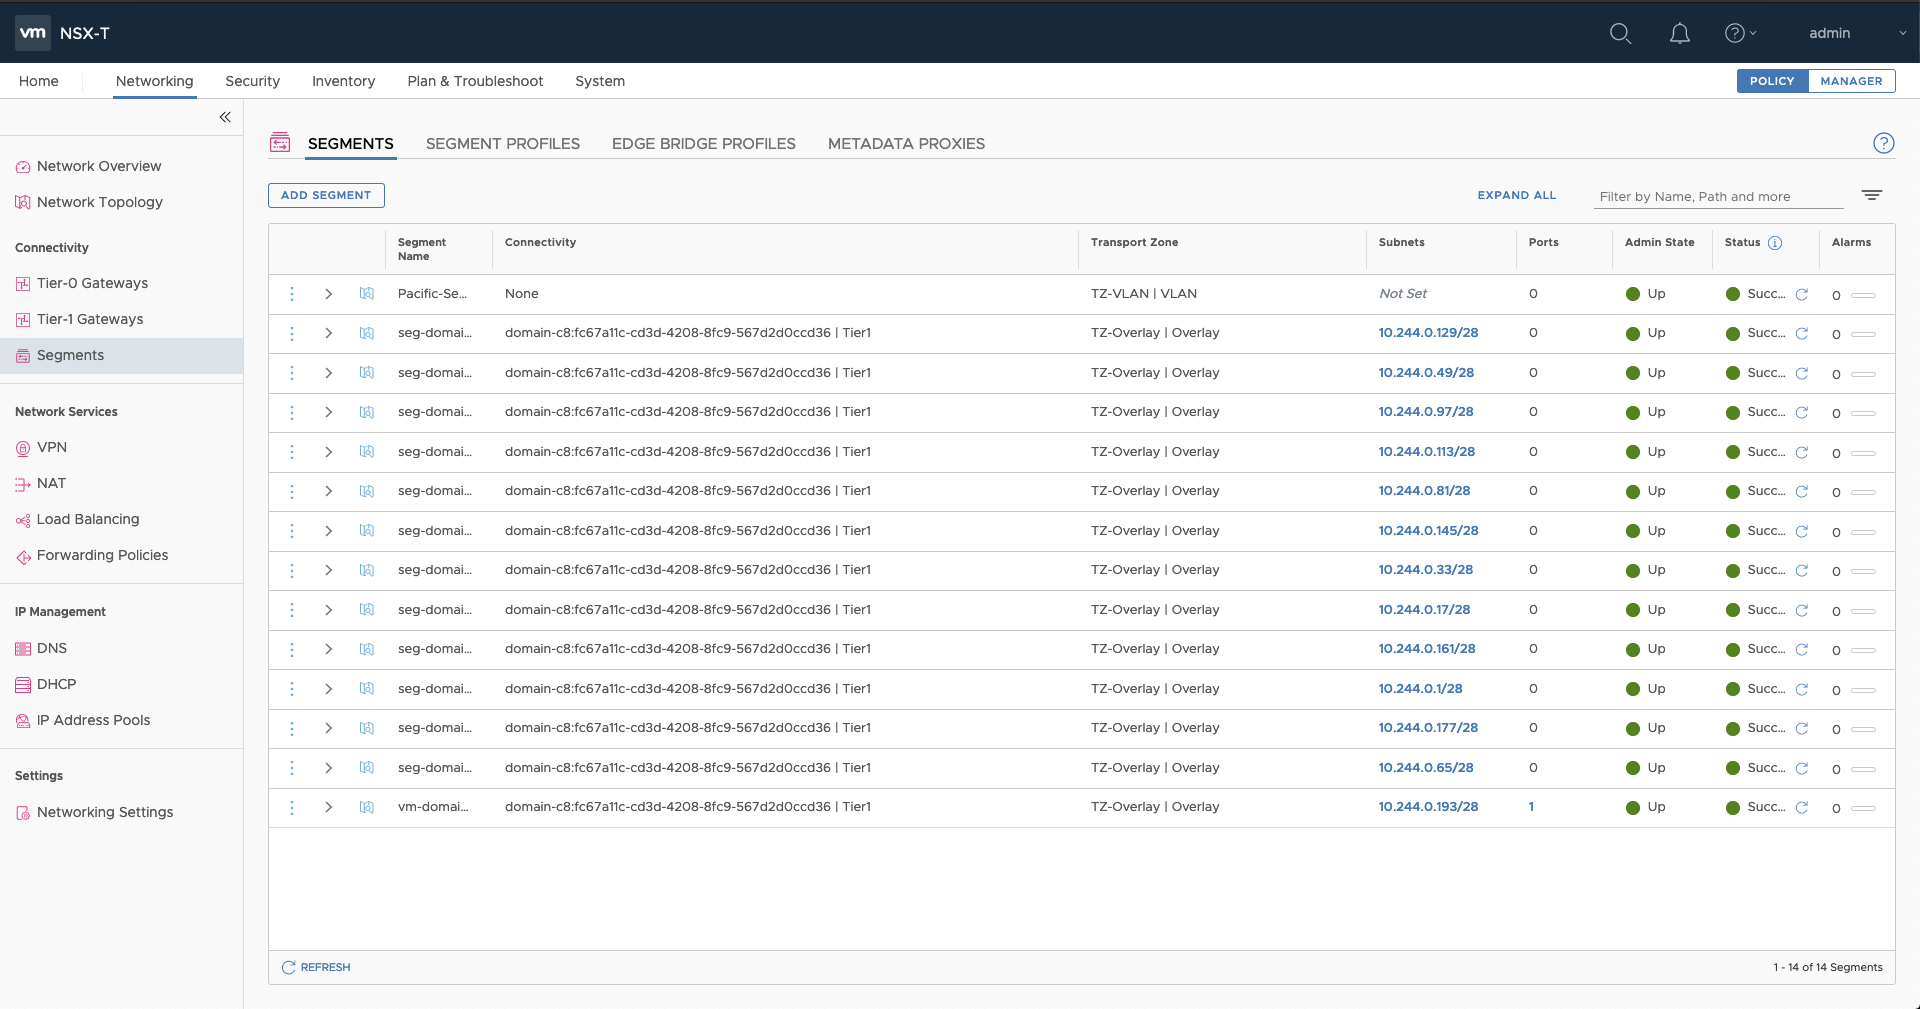 vm NSX-T
admin
Home Networking Security Inventory Plan & Troubleshoot System
POLICY MANAGER
Network Overview
Network Topology
Connectivity
Tier-0 Gateways
Tier-1 Gateways
Segments
Network Services
VPN
NAT
Load Balancing
Forwarding Policies
IP Management
DNS
DHCP
IP Address Pools
Settings
Networking Settings
SEGMENTS SEGMENT PROFILES EDGE BRIDGE PROFILES METADATA PROXIES
ADD SEGMENT EXPAND ALL Filter by Name, Path and more
Segment Name Connectivity Transport Zone Subnets Ports Admin State Status Alarms
Pacific-Se... None TZ-VLAN | VLAN Not Set 0 Up Succ... 0
seg-domai... domain-c8:fc67a11c-cd3d-4208-8fc9-567d2d0ccd36 | Tier1 TZ-Overlay | Overlay 10.244.0.129/28 0 Up Succ... 0
seg-domai... domain-c8:fc67a11c-cd3d-4208-8fc9-567d2d0ccd36 | Tier1 TZ-Overlay | Overlay 10.244.0.49/28 0 Up Succ... 0
seg-domai... domain-c8:fc67a11c-cd3d-4208-8fc9-567d2d0ccd36 | Tier1 TZ-Overlay | Overlay 10.244.0.97/28 0 Up Succ... 0
seg-domai... domain-c8:fc67a11c-cd3d-4208-8fc9-567d2d0ccd36 | Tier1 TZ-Overlay | Overlay 10.244.0.113/28 0 Up Succ... 0
seg-domai... domain-c8:fc67a11c-cd3d-4208-8fc9-567d2d0ccd36 | Tier1 TZ-Overlay | Overlay 10.244.0.81/28 0 Up Succ... 0
seg-domai... domain-c8:fc67a11c-cd3d-4208-8fc9-567d2d0ccd36 | Tier1 TZ-Overlay | Overlay 10.244.0.145/28 0 Up Succ... 0
seg-domai... domain-c8:fc67a11c-cd3d-4208-8fc9-567d2d0ccd36 | Tier1 TZ-Overlay | Overlay 10.244.0.33/28 0 Up Succ... 0
seg-domai... domain-c8:fc67a11c-cd3d-4208-8fc9-567d2d0ccd36 | Tier1 TZ-Overlay | Overlay 10.244.0.17/28 0 Up Succ... 0
seg-domai... domain-c8:fc67a11c-cd3d-4208-8fc9-567d2d0ccd36 | Tier1 TZ-Overlay | Overlay 10.244.0.161/28 0 Up Succ... 0
seg-domai... domain-c8:fc67a11c-cd3d-4208-8fc9-567d2d0ccd36 | Tier1 TZ-Overlay | Overlay 10.244.0.1/28 0 Up Succ... 0
seg-domai... domain-c8:fc67a11c-cd3d-4208-8fc9-567d2d0ccd36 | Tier1 TZ-Overlay | Overlay 10.244.0.177/28 0 Up Succ... 0
seg-domai... domain-c8:fc67a11c-cd3d-4208-8fc9-567d2d0ccd36 | Tier1 TZ-Overlay | Overlay 10.244.0.65/28 0 Up Succ... 0
vm-domai... domain-c8:fc67a11c-cd3d-4208-8fc9-567d2d0ccd36 | Tier1 TZ-Overlay | Overlay 10.244.0.193/28 1 Up Succ... 0
REFRESH 1 - 14 of 14 Segments